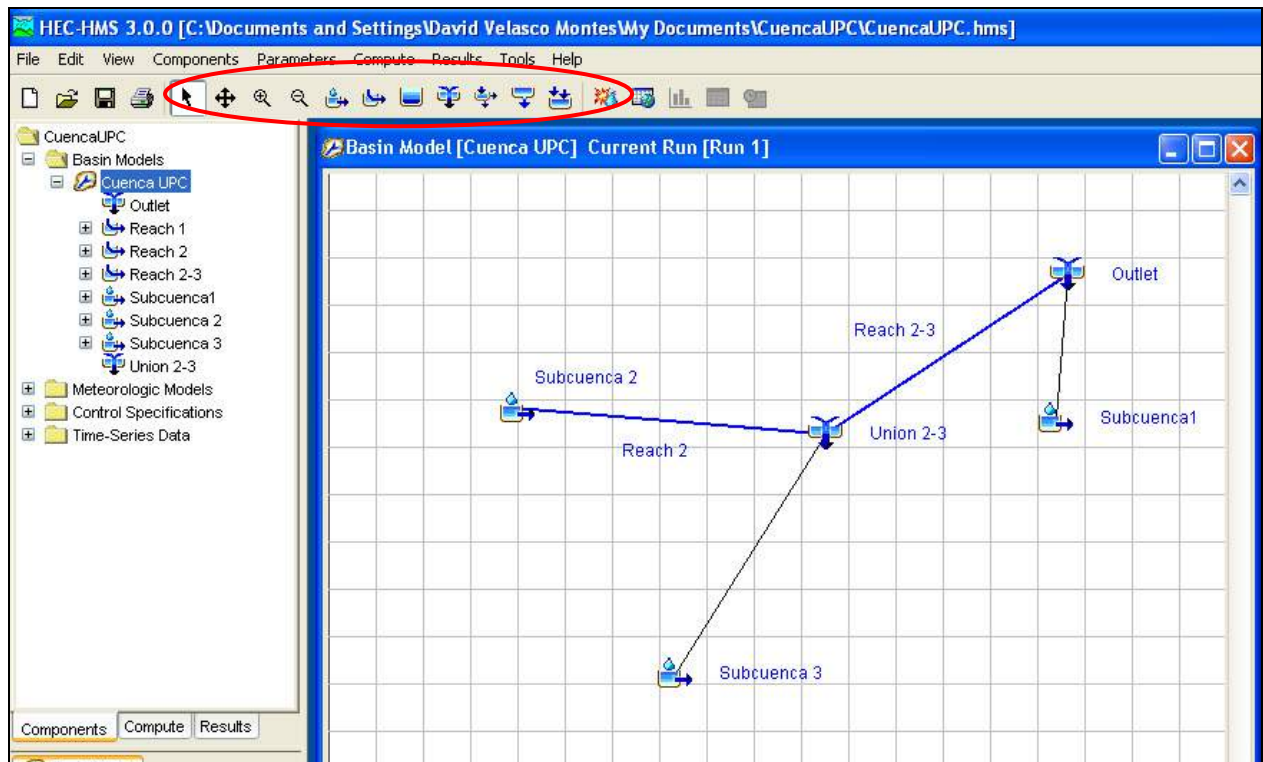 HEC-HMS 3.0.0 [C:\Documents and Settings\David Velasco Montes\My Documents\CuencaUPC\CuencaUPC.hms]
File Edit View Components Parameters Compute Results Tools Help
CuencaUPC
Basin Models
Cuenca UPC
Outlet
Reach 1
Reach 2
Reach 2-3
Subcuenca1
Subcuenca 2
Subcuenca 3
Union 2-3
Meteorologic Models
Control Specifications
Time-Series Data
Components Compute Results
Basin Model [Cuenca UPC] Current Run [Run 1]
Outlet
Reach 2-3
Subcuenca 2
Subcuenca1
Union 2-3
Reach 2
Subcuenca 3